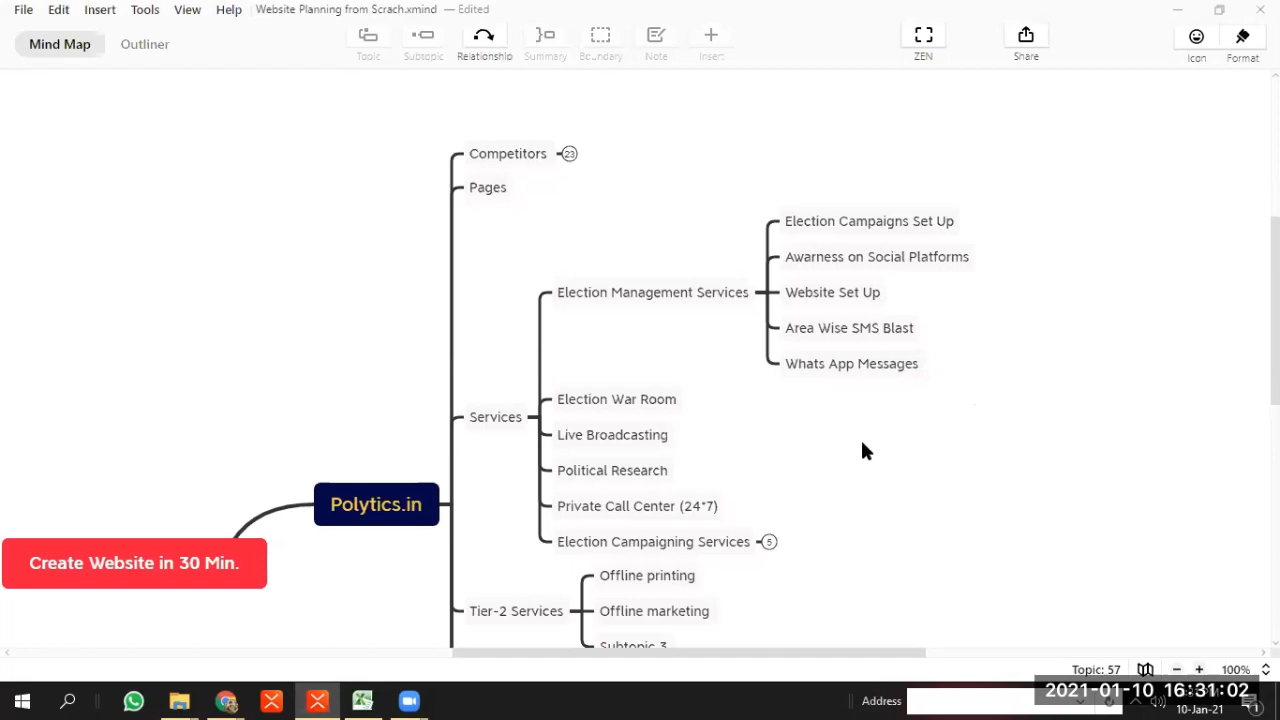 File Edit Insert Tools View Help Website Planning from Scrach.xmind — Edited
Mind Map Outliner
Topic Subtopic Relationship Summary Boundary Note Insert ZEN Share Icon Format
Competitors 23
Pages
Election Campaigns Set Up
Awarness on Social Platforms
Election Management Services
Website Set Up
Area Wise SMS Blast
Whats App Messages
Election War Room
Services
Live Broadcasting
Political Research
Polytics.in
Private Call Center (24*7)
Election Campaigning Services 5
Create Website in 30 Min.
Offline printing
Tier-2 Services
Offline marketing
Subtopic 3
Topic: 57 100%
Address
2021-01-10 16:31:02
10-Jan-21